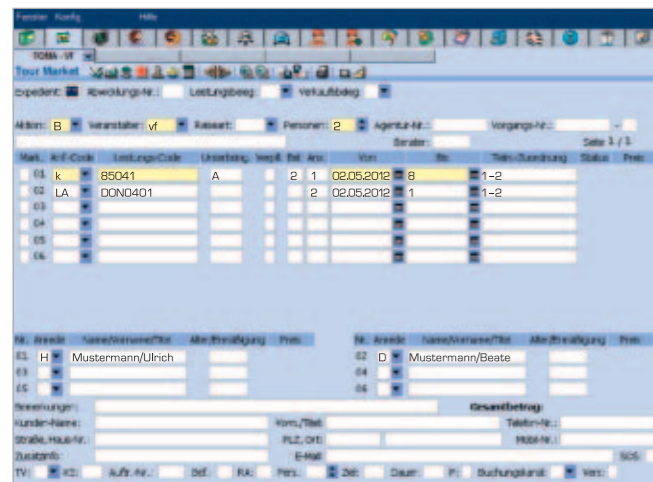 Fenster Konfig. Hilfe
TOMA - VF
Tour Market
Expedient: Abwicklungs-Nr.: Leistungsbeeg: Verkaufsbeleg:
Aktion: B Veranstalter: vf Reiseart: Personen: 2 Agentur-Nr.: Vorgangs-Nr.: -
Berater: Seite 1 / 1
Mark. Anf-Code Leistungs-Code Unterbring. Verpfl. Bel. Anz. Von Bis Teiln.-Zuordnung Status Preis
01 k 85041 A 2 1 02.05.2012 8 1-2
02 LA DON0401 2 02.05.2012 1 1-2
03
04
05
06
Nr. Anrede Name/Vorname/Titel Alter/Ermäßigung Preis Nr. Anrede Name/Vorname/Titel Alter/Ermäßigung Preis
01 H Mustermann/Ulrich 02 D Mustermann/Beate
03 04
05 06
Bemerkungen: Gesamtbetrag:
Kunden-Name: Vorn./Titel: Telefon-Nr.:
Straße, Haus-Nr.: PLZ, Ort: Mobil-Nr.:
Zusatzinfo: E-Mail: SOS:
TV: KI: Auftr.-Nr.: Bef. RA: Pers.: Ziel: Dauer: P: Buchungskanal: Vers: